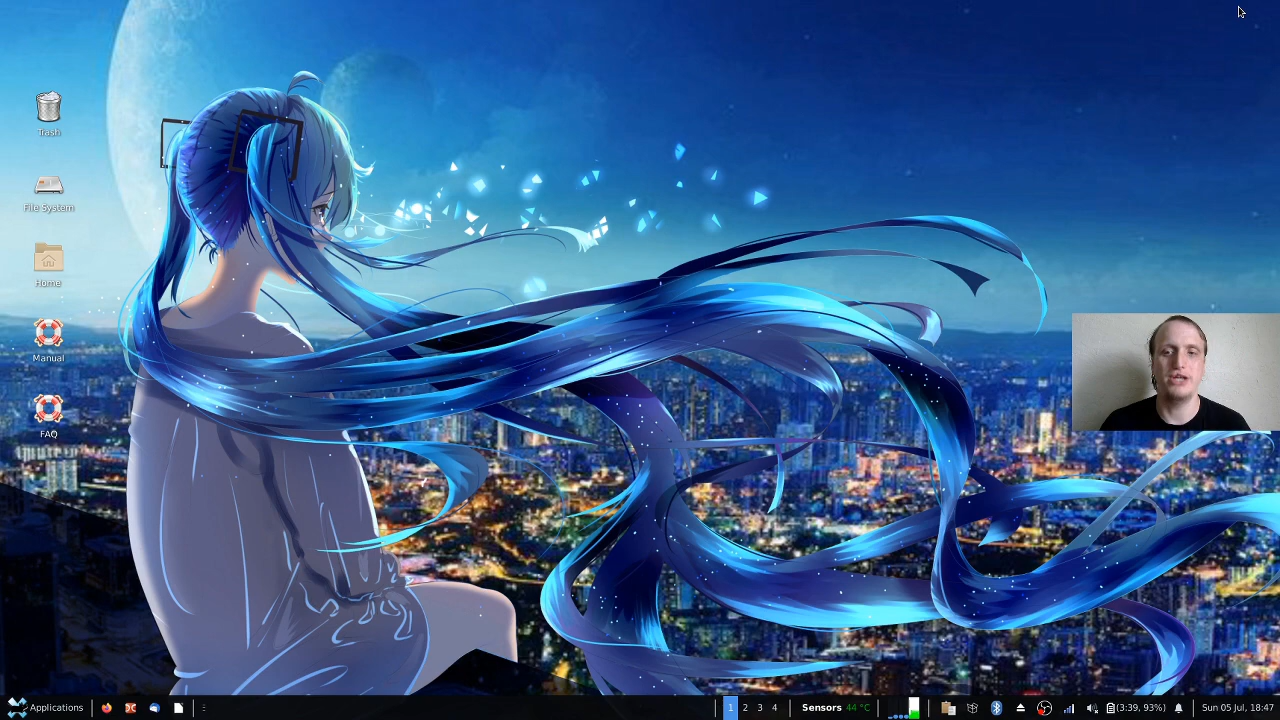 Trash
File System
Home
Manual
FAQ
Applications
1 2 3 4
Sensors 44 °C
(3:39, 93%)
Sun 05 Jul, 18:47